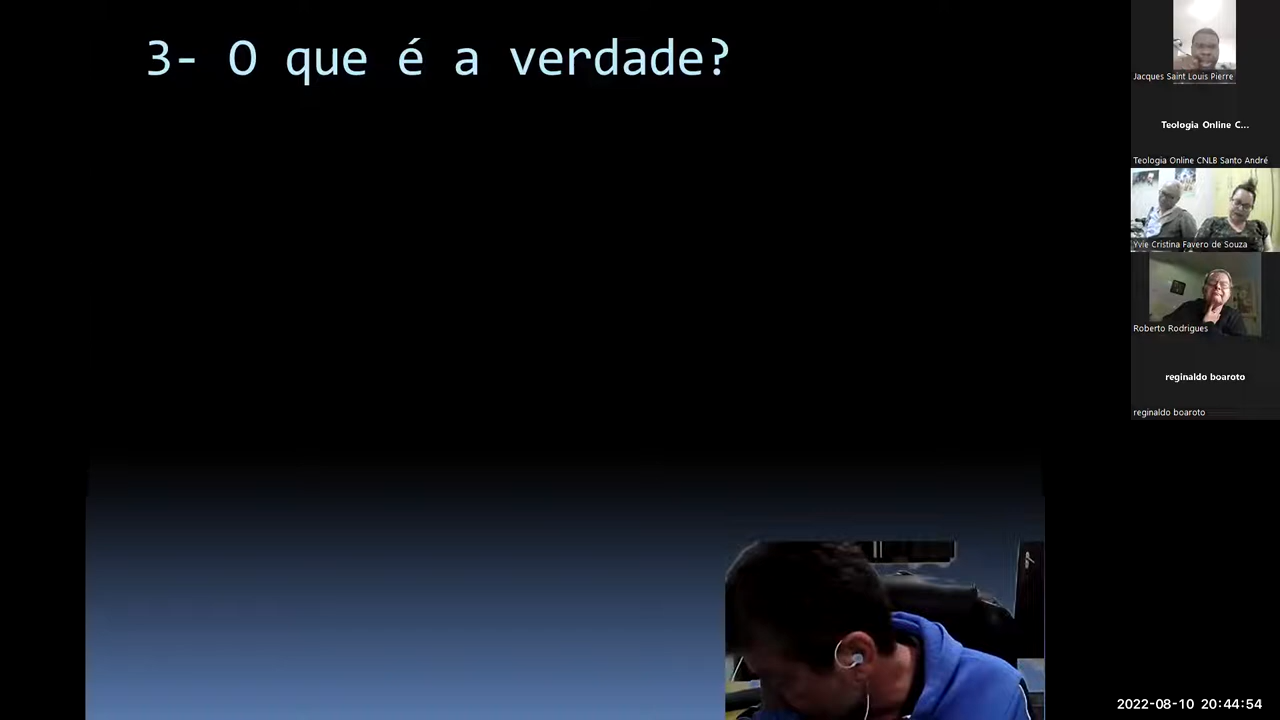 3- O que é a verdade?
Jacques Saint Louis Pierre
Teologia Online C...
Teologia Online CNLB Santo André
Yvie Cristina Favero de Souza
Roberto Rodrigues
reginaldo boaroto
reginaldo boaroto
2022-08-10 20:44:54